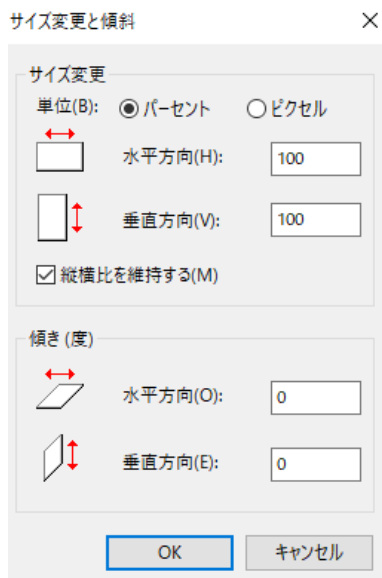 サイズ変更と傾斜
サイズ変更
単位(B): パーセント ピクセル
水平方向(H): 100
垂直方向(V): 100
縦横比を維持する(M)
傾き (度)
水平方向(O): 0
垂直方向(E): 0
OK キャンセル